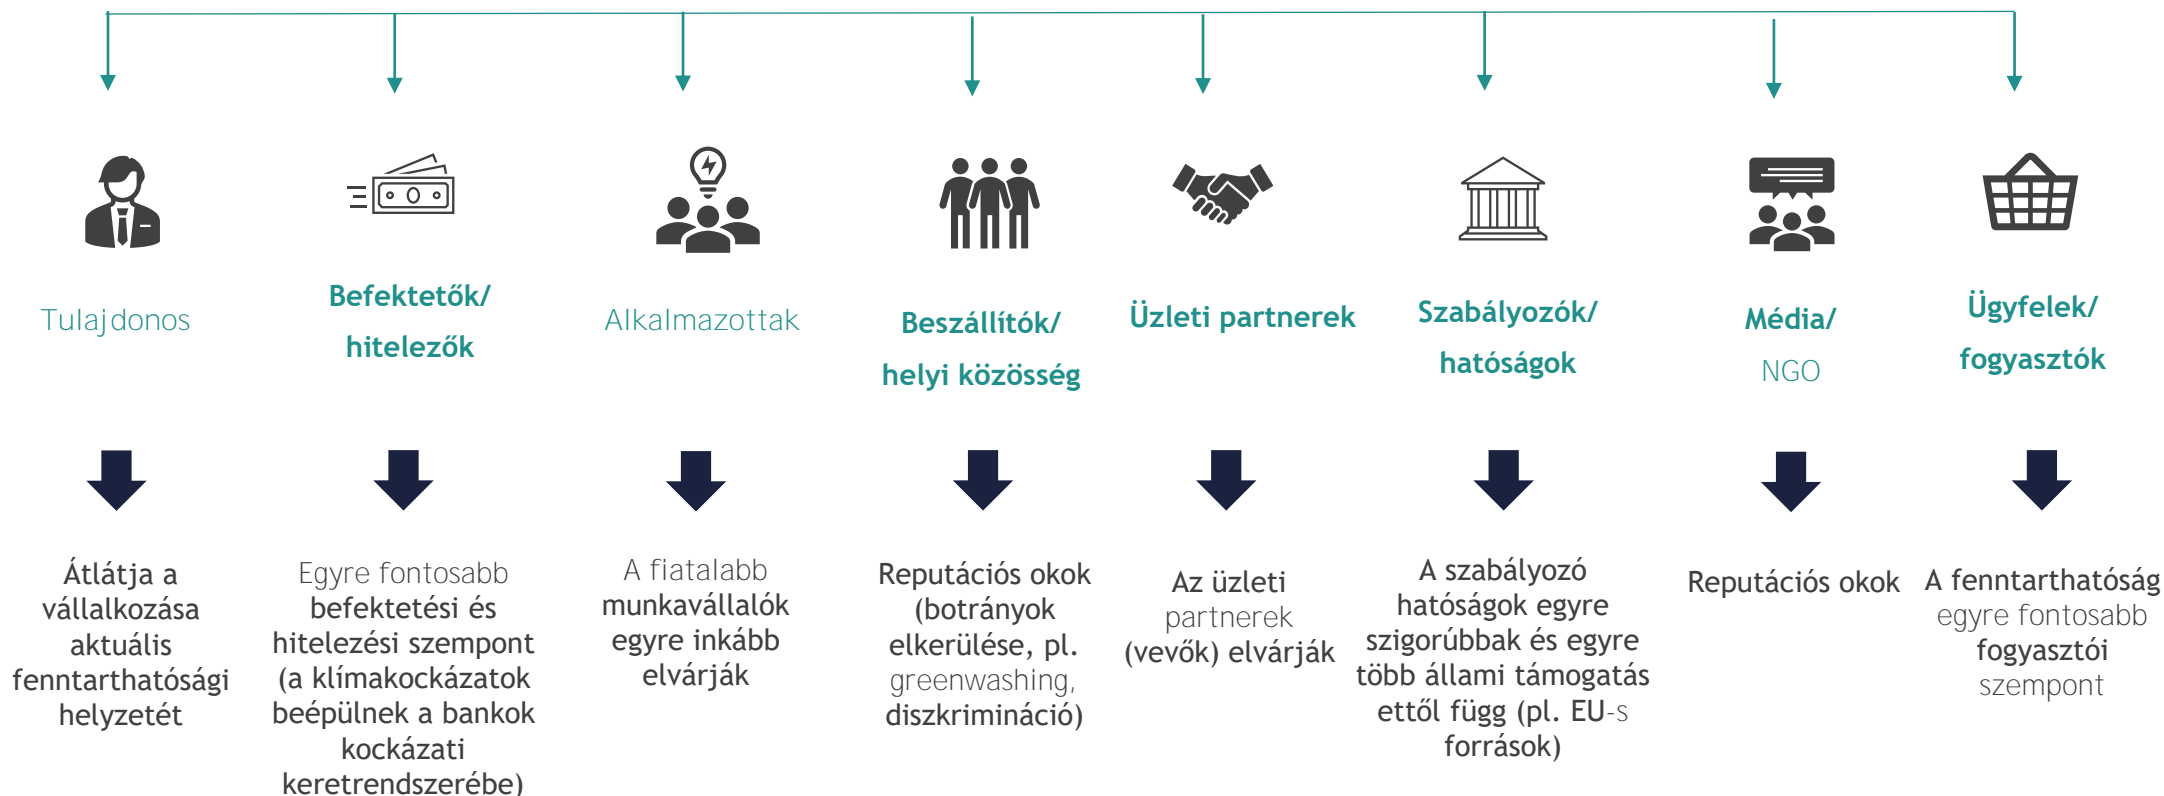 Tulajdonos
Befektetők/
hitelezők
Alkalmazottak
Beszállítók/
helyi közösség
Üzleti partnerek
Szabályozók/
hatóságok
Média/
NGO
Ügyfelek/
fogyasztók
Átlátja a
vállalkozása
aktuális
fenntarthatósági
helyzetét
Egyre fontosabb
befektetési és
hitelezési szempont
(a klímakockázatok
beépülnek a bankok
kockázati
keretrendszerébe)
A fiatalabb
munkavállalók
egyre inkább
elvárják
Reputációs okok
(botrányok
elkerülése, pl.
greenwashing,
diszkrimináció)
Az üzleti
partnerek
(vevők) elvárják
A szabályozó
hatóságok egyre
szigorúbbak és egyre
több állami támogatás
ettől függ (pl. EU-s
források)
Reputációs okok
A fenntarthatóság
egyre fontosabb
fogyasztói
szempont